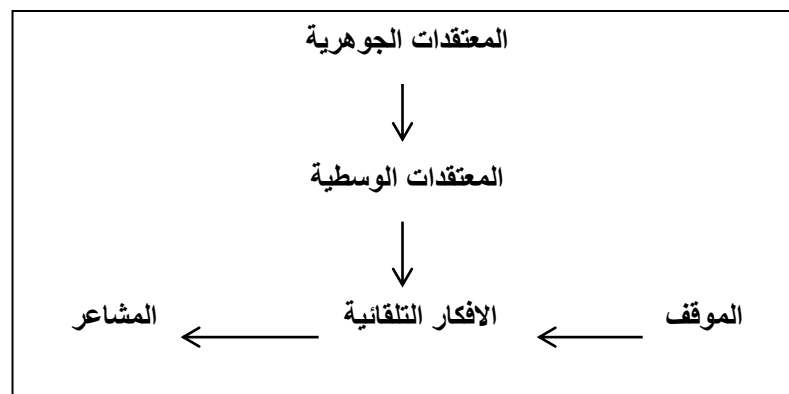 المعتقدات الجوهرية
المعتقدات الوسطية
الموقف
الافكار التلقائية
المشاعر